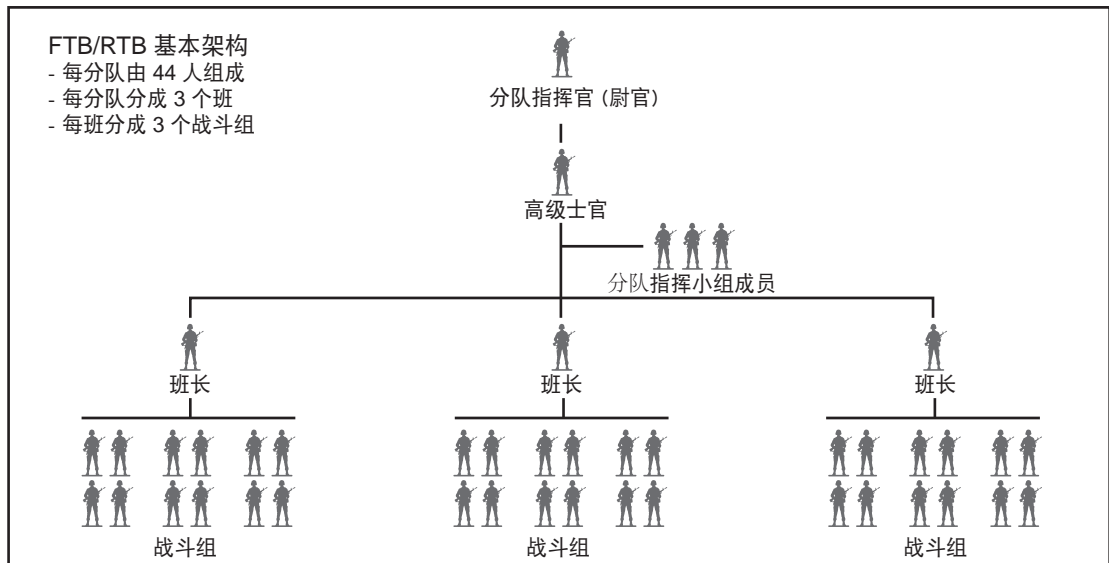 FTB/RTB 基本架构
- 每分队由 44 人组成
- 每分队分成 3 个班
- 每班分成 3 个战斗组
分队指挥官 (尉官)
高级士官
分队指挥小组成员
班长
班长
班长
战斗组
战斗组
战斗组